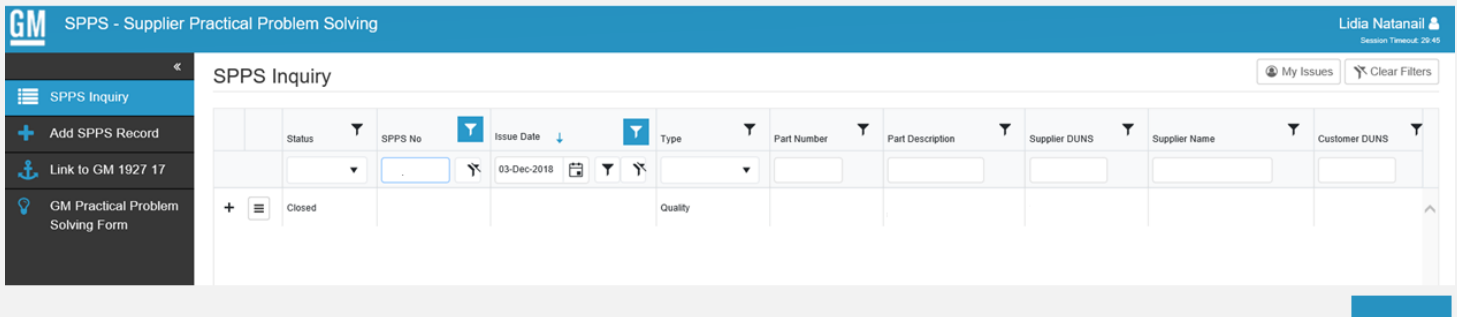 GM SPPS - Supplier Practical Problem Solving
Lidia Natanail
Session Timeout: 29:45
«
SPPS Inquiry
Add SPPS Record
Link to GM 1927 17
GM Practical Problem
Solving Form
SPPS Inquiry
My Issues Clear Filters
Status SPPS No Issue Date ↓ Type Part Number Part Description Supplier DUNS Supplier Name Customer DUNS
03-Dec-2018
+ Closed Quality